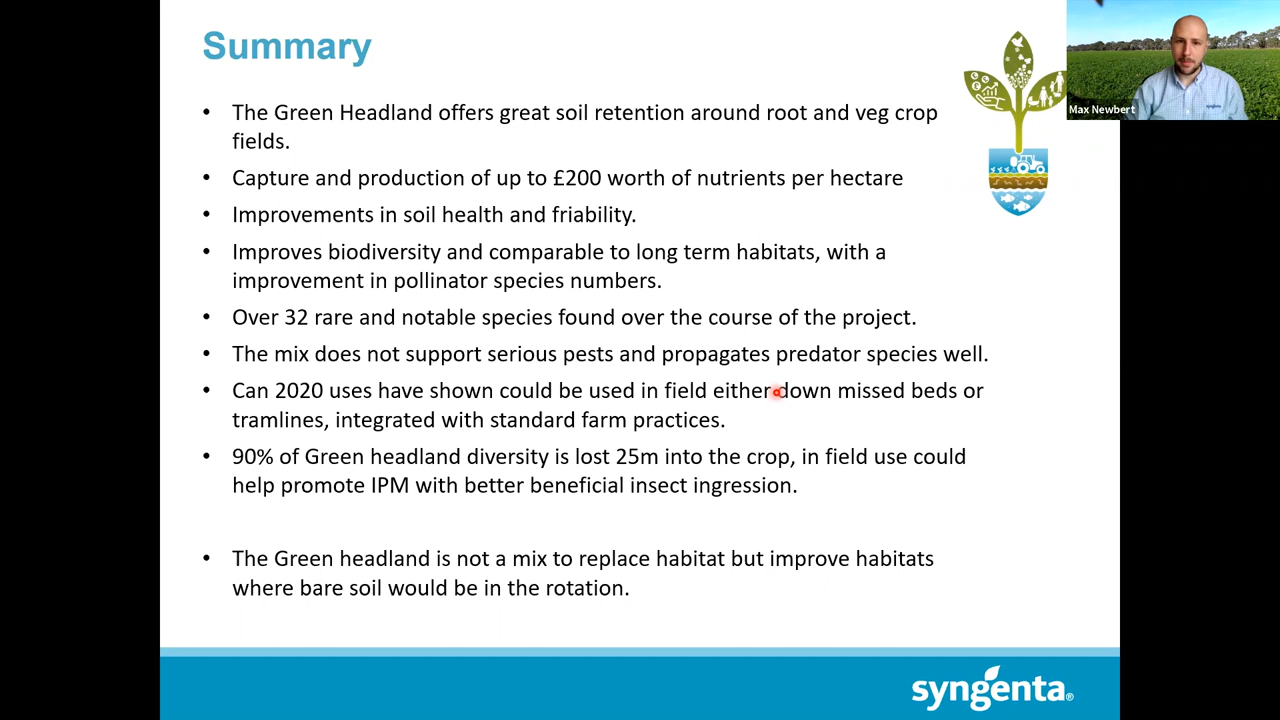 Summary
• The Green Headland offers great soil retention around root and veg crop
fields.
• Capture and production of up to £200 worth of nutrients per hectare
• Improvements in soil health and friability.
• Improves biodiversity and comparable to long term habitats, with a
improvement in pollinator species numbers.
• Over 32 rare and notable species found over the course of the project.
• The mix does not support serious pests and propagates predator species well.
• Can 2020 uses have shown could be used in field either down missed beds or
tramlines, integrated with standard farm practices.
• 90% of Green headland diversity is lost 25m into the crop, in field use could
help promote IPM with better beneficial insect ingression.
• The Green headland is not a mix to replace habitat but improve habitats
where bare soil would be in the rotation.
Max Newbert
syngenta®